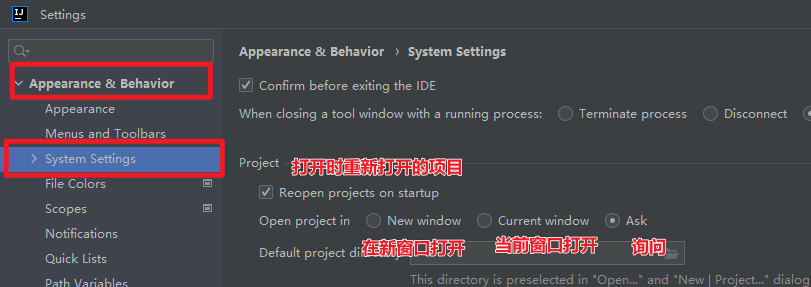 IJ Settings
Appearance & Behavior
Appearance
Menus and Toolbars
System Settings
File Colors
Scopes
Notifications
Quick Lists
Path Variables
Appearance & Behavior › System Settings
Confirm before exiting the IDE
When closing a tool window with a running process: Terminate process Disconnect
Project
打开时重新打开的项目
Reopen projects on startup
Open project in New window Current window Ask
在新窗口打开 当前窗口打开 询问
Default project directory
This directory is preselected in "Open..." and "New | Project..." dialog